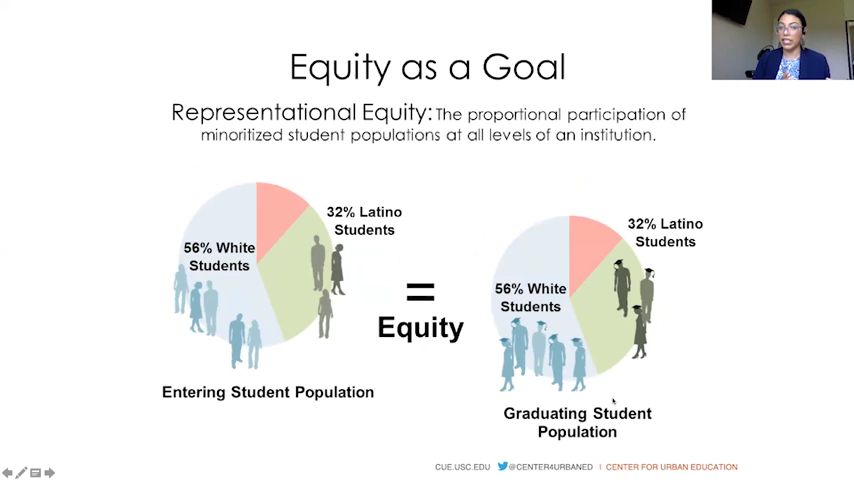 Equity as a Goal
Representational Equity: The proportional participation of
minoritized student populations at all levels of an institution.
32% Latino
Students
56% White
Students
Entering Student Population
=
Equity
32% Latino
Students
56% White
Students
Graduating Student
Population
CUE.USC.EDU @CENTER4URBANED | CENTER FOR URBAN EDUCATION